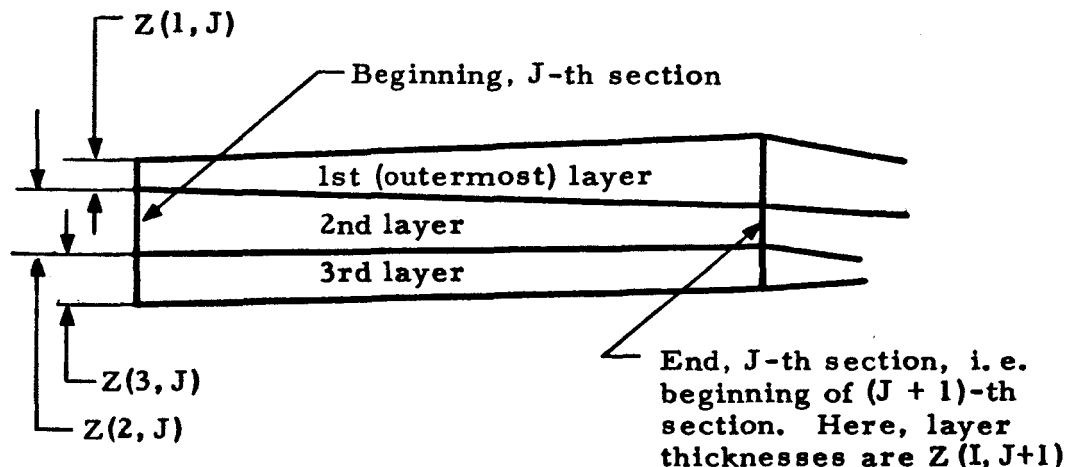 Z(1, J)
Beginning, J-th section
1st (outermost) layer
2nd layer
3rd layer
Z(3, J)
Z(2, J)
End, J-th section, i. e.
beginning of (J + 1)-th
section. Here, layer
thicknesses are Z (I, J+1)